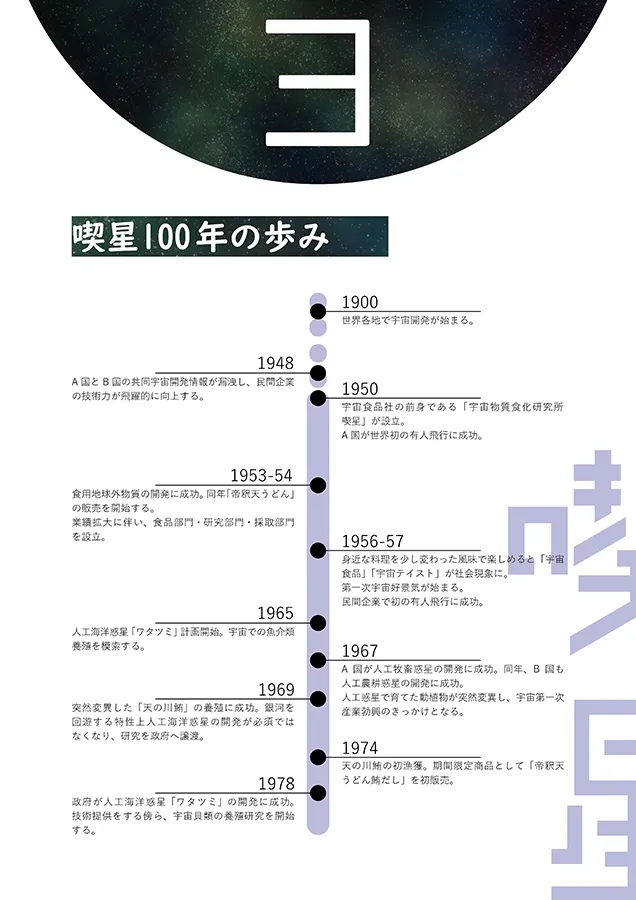 ヨ
喫星100年の歩み
1900
世界各地で宇宙開発が始まる。
1948
A国とB国の共同宇宙開発情報が漏洩し、民間企業
の技術力が飛躍的に向上する。
1950
宇宙食品社の前身である「宇宙物質食化研究所
喫星」が設立。
A国が世界初の有人飛行に成功。
1953-54
食用地球外物質の開発に成功。同年「帝釈天うどん」
の販売を開始する。
業績拡大に伴い、食品部門・研究部門・採取部門
を設立。
1956-57
身近な料理を少し変わった風味で楽しめると「宇宙
食品」「宇宙テイスト」が社会現象に。
第一次宇宙好景気が始まる。
民間企業で初の有人飛行に成功。
1965
人工海洋惑星「ワタツミ」計画開始。宇宙での魚介類
養殖を模索する。
1967
A国が人工牧畜惑星の開発に成功。同年、B国も
人工農耕惑星の開発に成功。
人工惑星で育てた動植物が突然変異し、宇宙第一次
産業勃興のきっかけとなる。
1969
突然変異した「天の川鮪」の養殖に成功。銀河を
回遊する特性上人工海洋惑星の開発が必須では
なくなり、研究を政府へ譲渡。
1974
天の川鮪の初漁獲。期間限定商品として「帝釈天
うどん鮪だし」を初販売。
1978
政府が人工海洋惑星「ワタツミ」の開発に成功。
技術提供をする傍ら、宇宙貝類の養殖研究を開始
する。